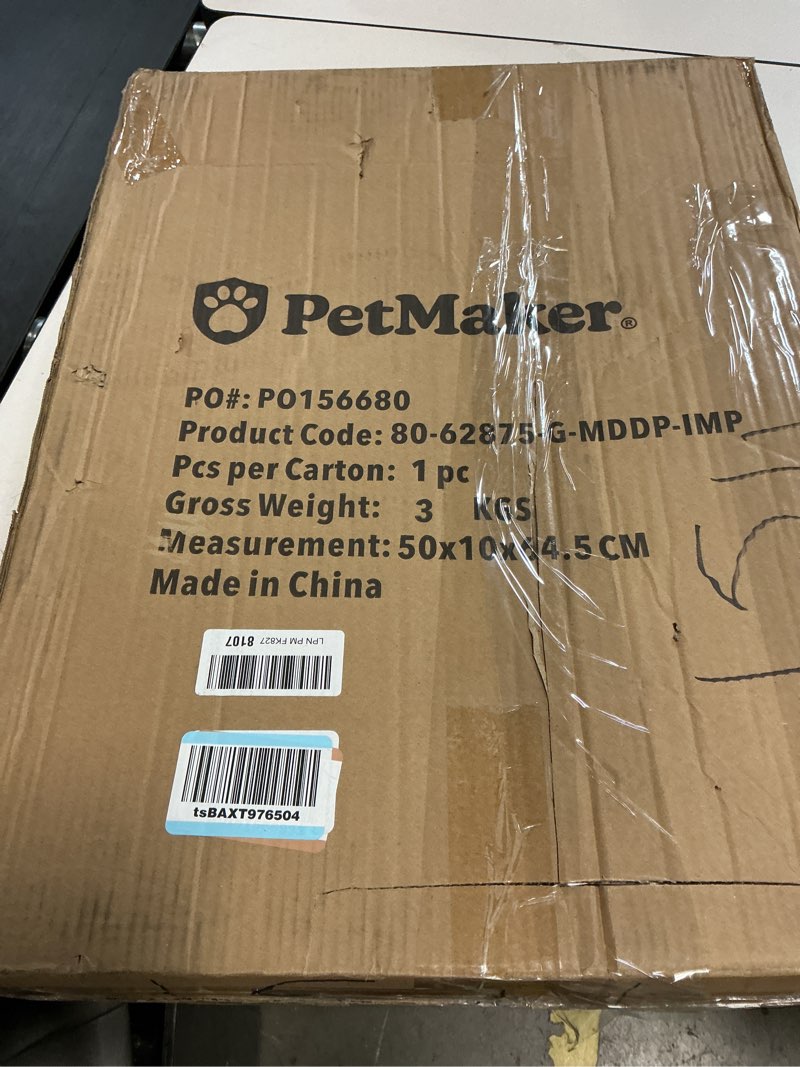 PetMaker®
PO#: PO156680
Product Code: 80-62875-G-MDDP-IMP
Pcs per Carton: 1 pc
Gross Weight: 3 KGS
Measurement: 50x10x64.5 CM
Made in China
LPN PM FK827 8107
tsBAXT976504